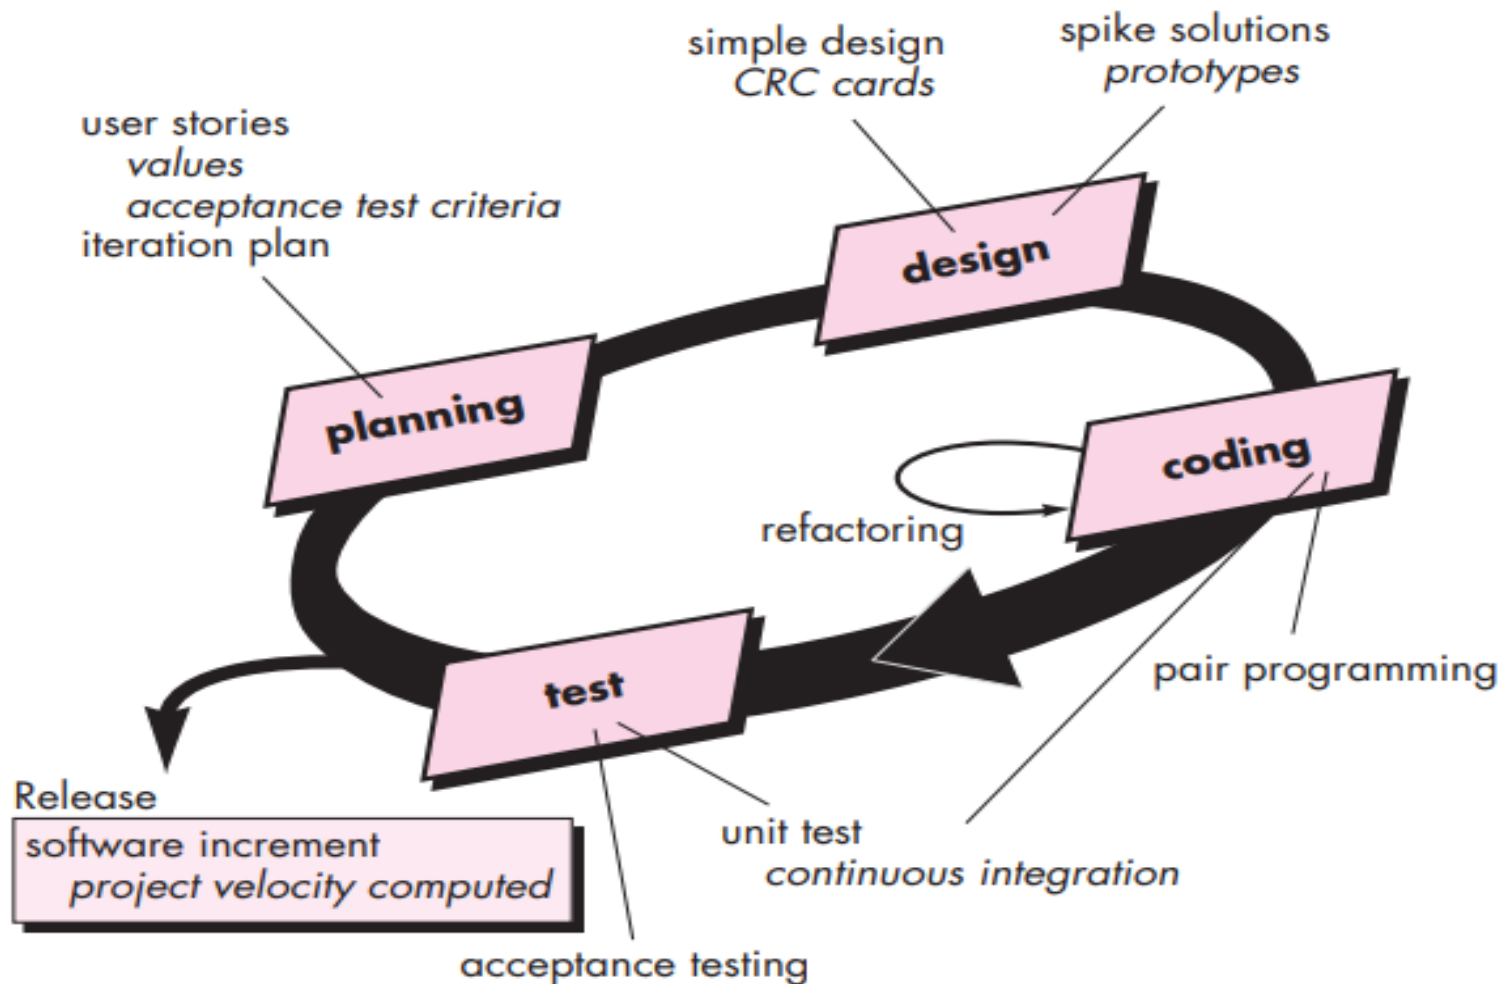 simple design
CRC cards
spike solutions
prototypes
user stories
values
acceptance test criteria
iteration plan
design
planning
coding
refactoring
test
pair programming
Release
software increment
project velocity computed
unit test
continuous integration
acceptance testing